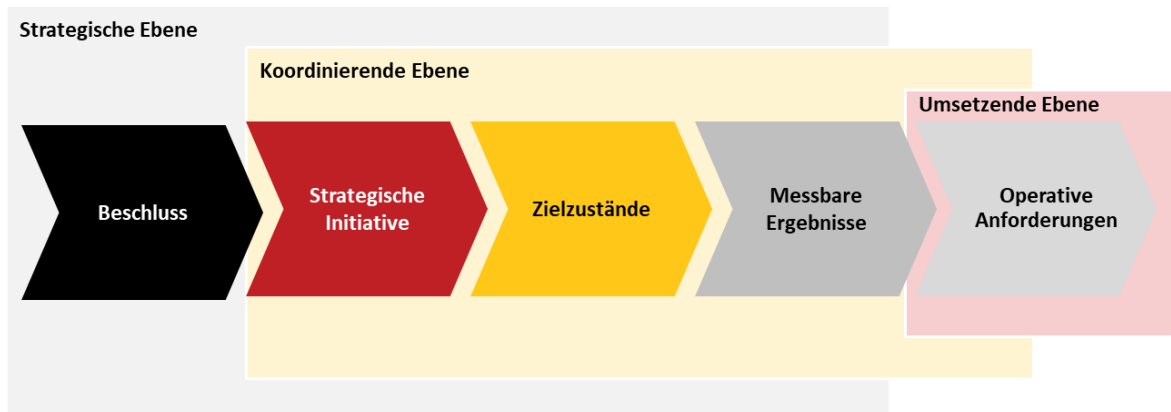 Strategische Ebene
Koordinierende Ebene
Umsetzende Ebene
Beschluss
Strategische
Initiative
Zielzustände
Messbare
Ergebnisse
Operative
Anforderungen